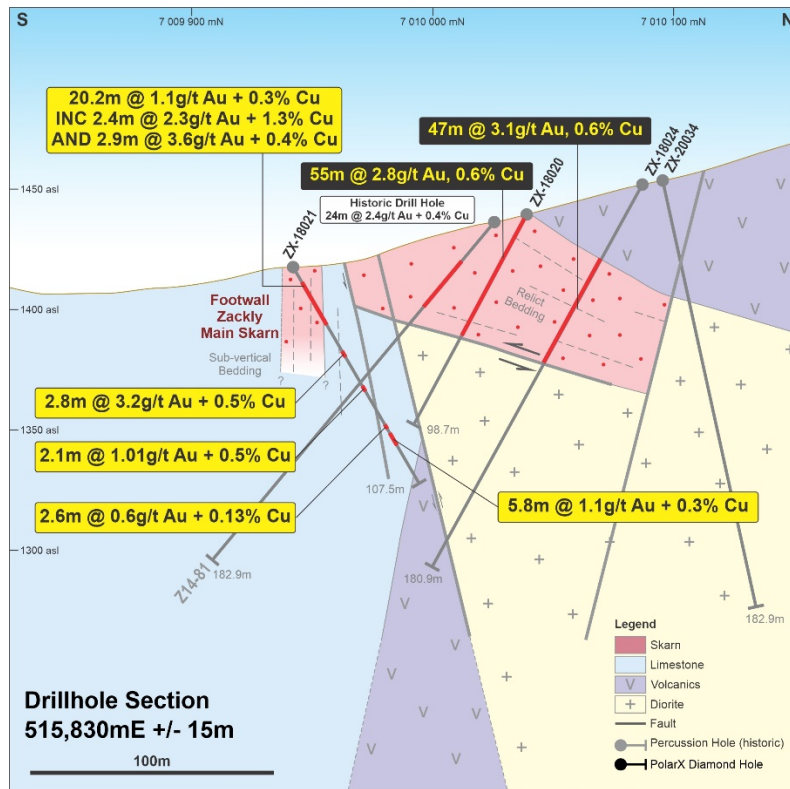 S
7 009 900 mN
7 010 000 mN
7 010 100 mN
N
20.2m @ 1.1g/t Au + 0.3% Cu
INC 2.4m @ 2.3g/t Au + 1.3% Cu
AND 2.9m @ 3.6g/t Au + 0.4% Cu
47m @ 3.1g/t Au, 0.6% Cu
55m @ 2.8g/t Au, 0.6% Cu
Historic Drill Hole
24m @ 2.4g/t Au + 0.4% Cu
ZX-18021
ZX-18020
ZX-18024
ZX-20034
1450 asl
1400 asl
1350 asl
1300 asl
Footwall
Zackly
Main Skarn
Sub-vertical
Bedding
?
?
Relict
Bedding
2.8m @ 3.2g/t Au + 0.5% Cu
2.1m @ 1.01g/t Au + 0.5% Cu
2.6m @ 0.6g/t Au + 0.13% Cu
5.8m @ 1.1g/t Au + 0.3% Cu
98.7m
107.5m
Z14-81
182.9m
180.9m
182.9m
Drillhole Section
515,830mE +/- 15m
100m
Legend
Skarn
Limestone
V Volcanics
+ Diorite
Fault
Percussion Hole (historic)
PolarX Diamond Hole